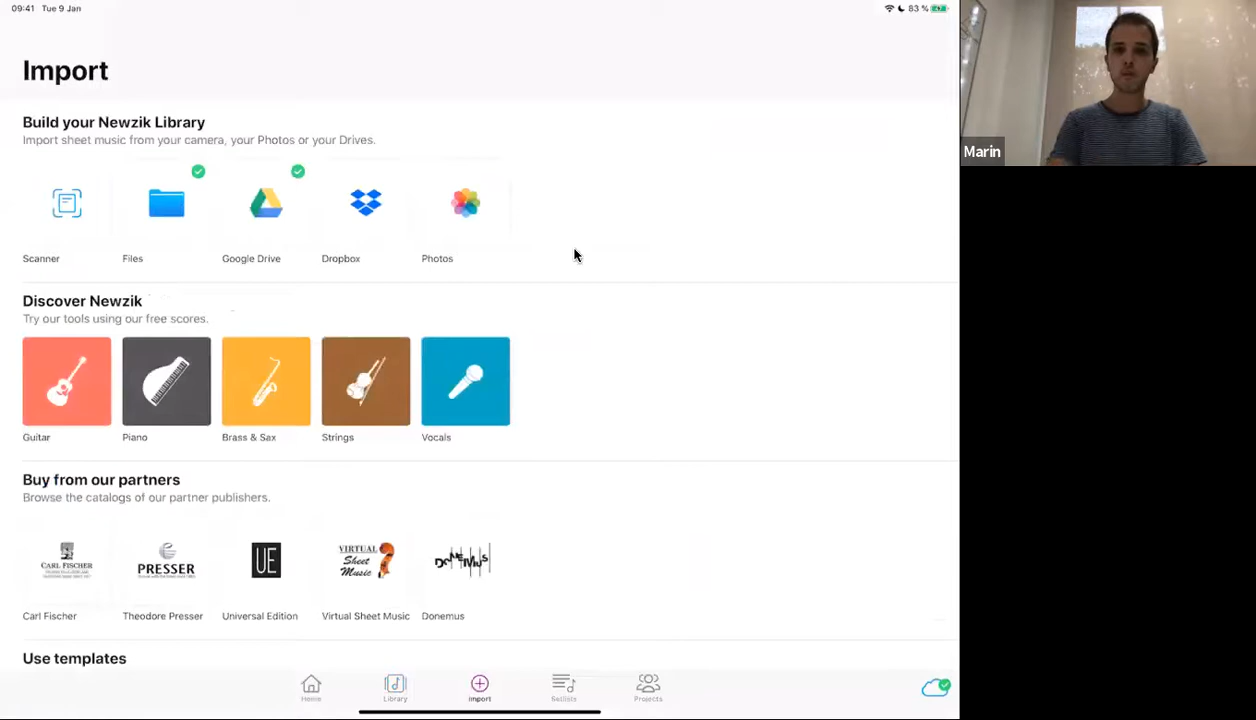 09:41 Tue 9 Jan
83 %
Import
Marin
Build your Newzik Library
Import sheet music from your camera, your Photos or your Drives.
Scanner Files Google Drive Dropbox Photos
Discover Newzik
Try our tools using our free scores.
Guitar Piano Brass & Sax Strings Vocals
Buy from our partners
Browse the catalogs of our partner publishers.
CARL FISCHER PRESSER UE VIRTUAL Sheet Music DONEMUS
Carl Fischer Theodore Presser Universal Edition Virtual Sheet Music Donemus
Use templates
Home Library Import Setlists Projects